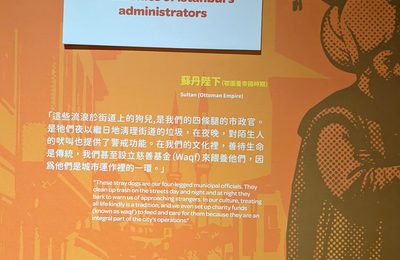 administrators
蘇丹陛下(鄂圖曼帝國時期)
Sultan (Ottoman Empire)
「這些流浪於街道上的狗兒,是我們的四條腿的市政官。
是牠們夜以繼日地清理街道的垃圾,在夜晚,對陌生人
的吠叫也提供了警戒功能。在我們的文化裡,善待生命
是傳統,我們甚至設立慈善基金(Waqf)來餵養他們,因
為他們是城市運作裡的一環。」
"These stray dogs are our four-legged municipal officials. They
clean up trash on the streets day and night and at night they
bark to warn us of approaching strangers. In our culture, treating
all life kindly is a tradition, and we even set up charity funds
(known as waqf) to feed and care for them because they are an
integral part of the city's operations"